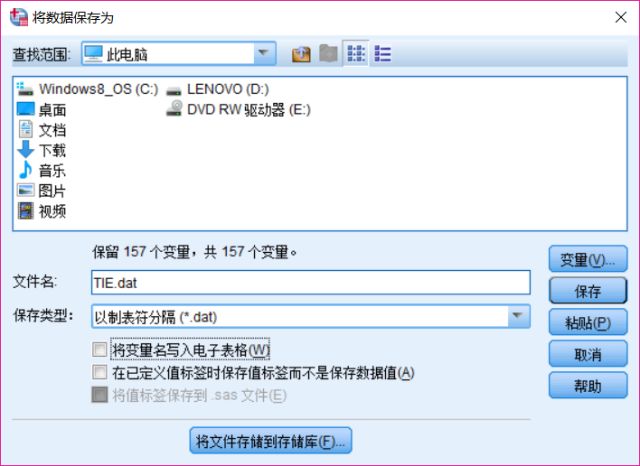 将数据保存为
查找范围: 此电脑
Windows8_OS (C:) LENOVO (D:)
桌面 DVD RW 驱动器 (E:)
文档
下载
音乐
图片
视频
保留 157 个变量，共 157 个变量。
变量(V)...
文件名: TIE.dat
保存
保存类型: 以制表符分隔 (*.dat)
粘贴(P)
将变量名写入电子表格(W)
取消
在已定义值标签时保存值标签而不是保存数据值(A)
帮助
将值标签保存到 .sas 文件(E)
将文件存储到存储库(F)...